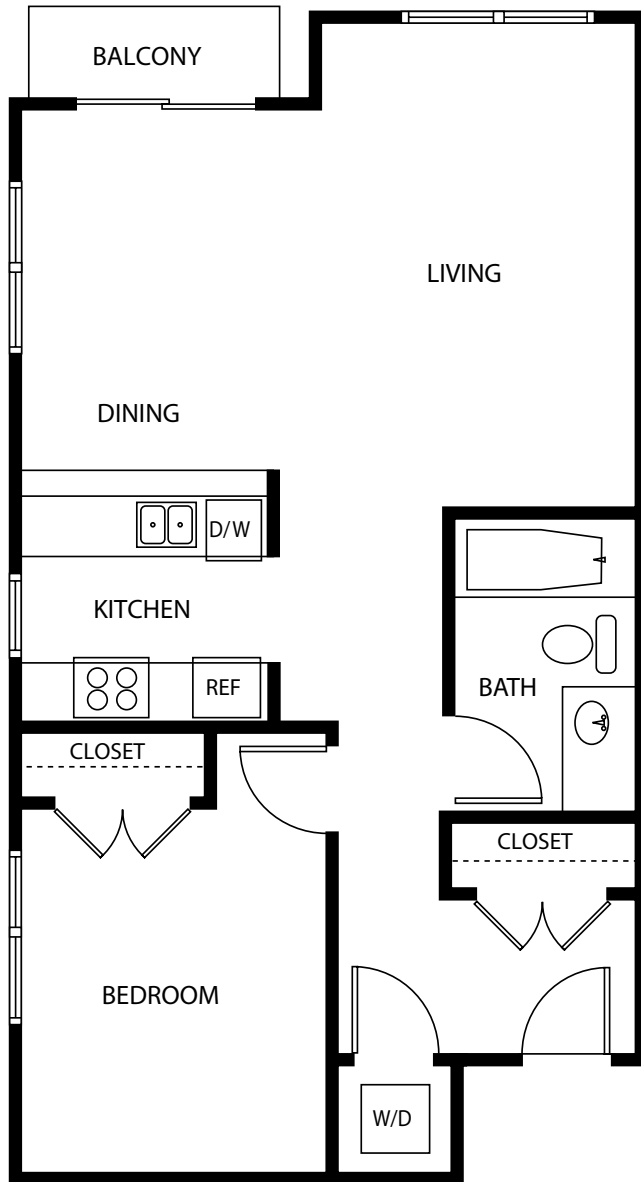 BALCONY
LIVING
DINING
D/W
KITCHEN
REF
BATH
CLOSET
CLOSET
BEDROOM
W/D